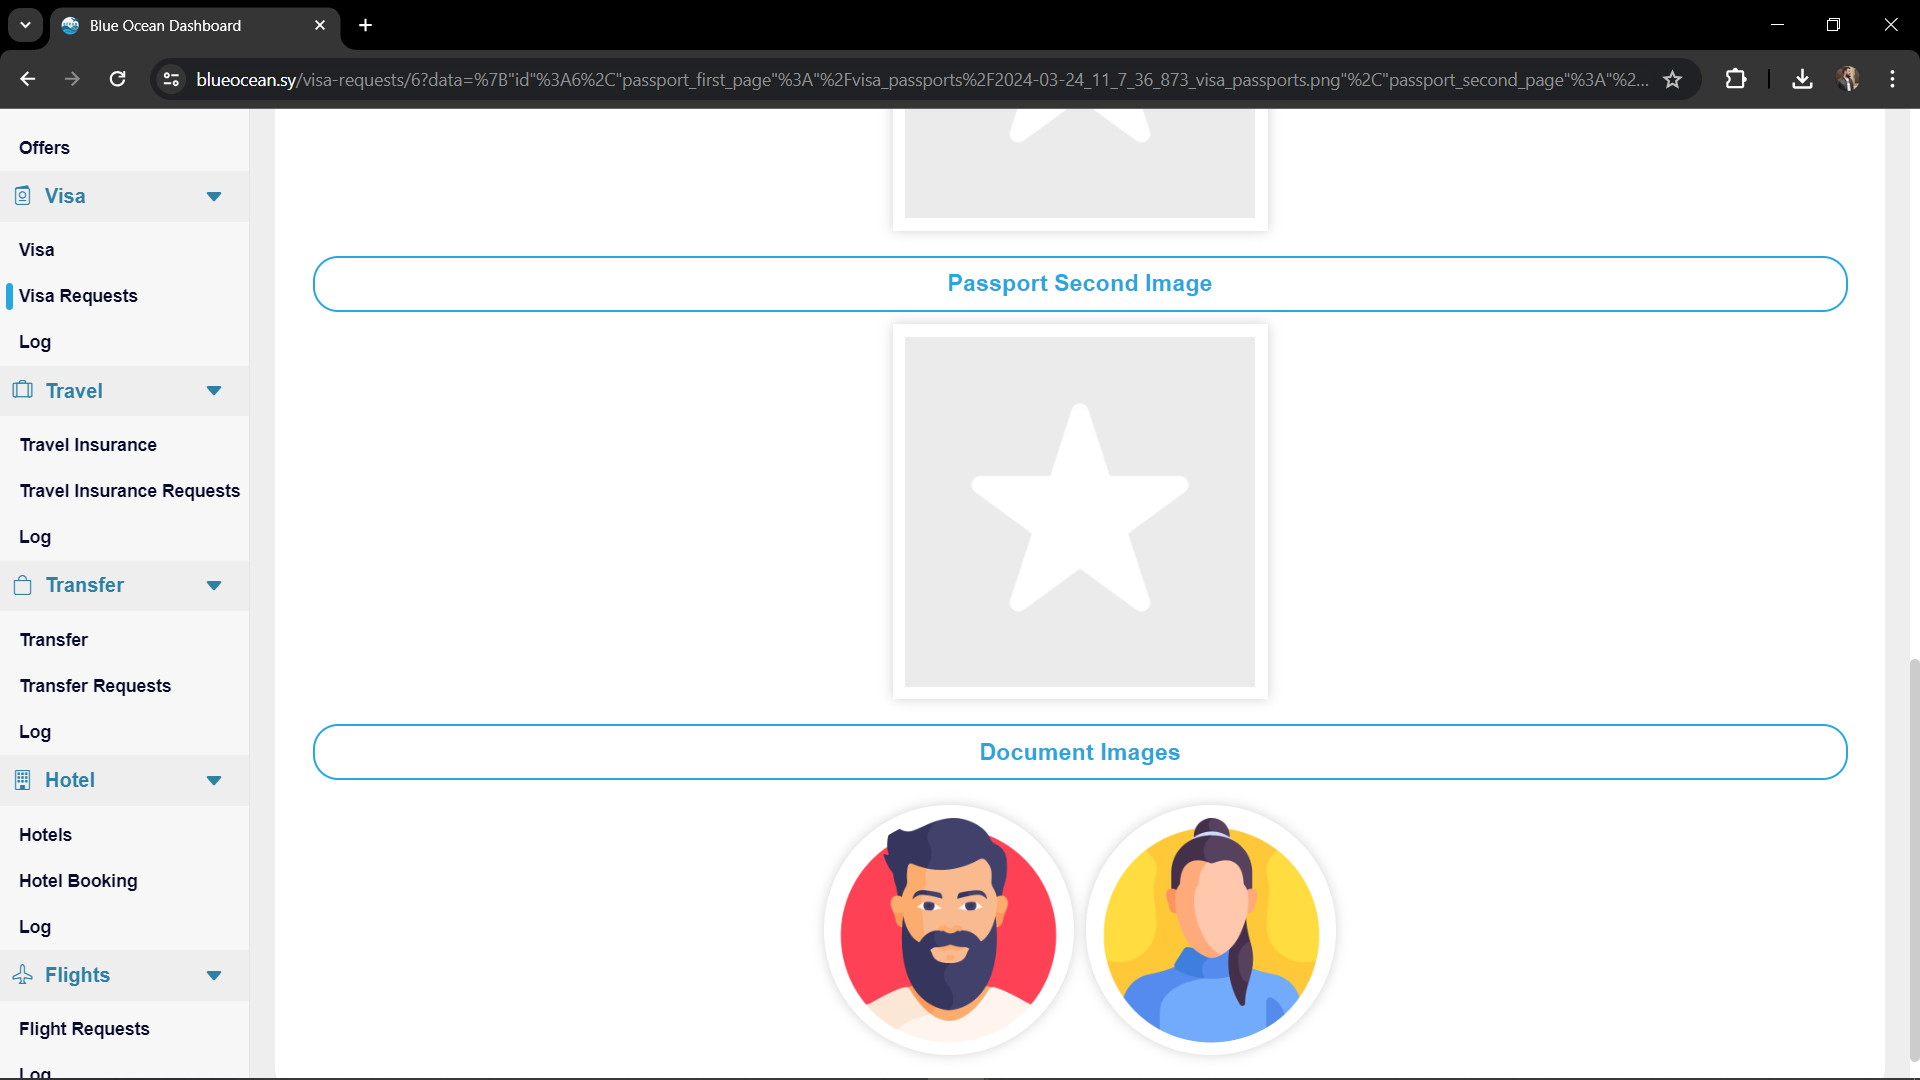 Blue Ocean Dashboard
blueocean.sy/visa-requests/6?data=%7B"id"%3A6%2C"passport_first_page"%3A"%2Fvisa_passports%2F2024-03-24_11_7_36_873_visa_passports.png"%2C"passport_second_page"%3A"%2...
Offers
Visa
Visa
Visa Requests
Log
Travel
Travel Insurance
Travel Insurance Requests
Log
Transfer
Transfer
Transfer Requests
Log
Hotel
Hotels
Hotel Booking
Log
Flights
Flight Requests
Log
Passport Second Image
Document Images